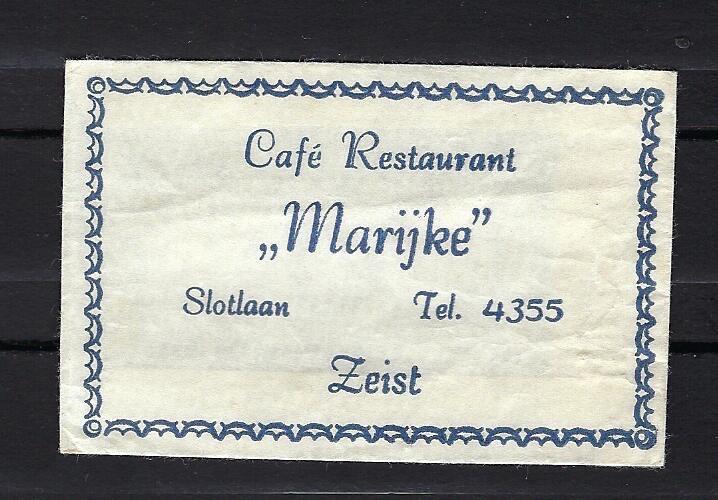 Café Restaurant
„Marijke”
Slotlaan Tel. 4355
Zeist